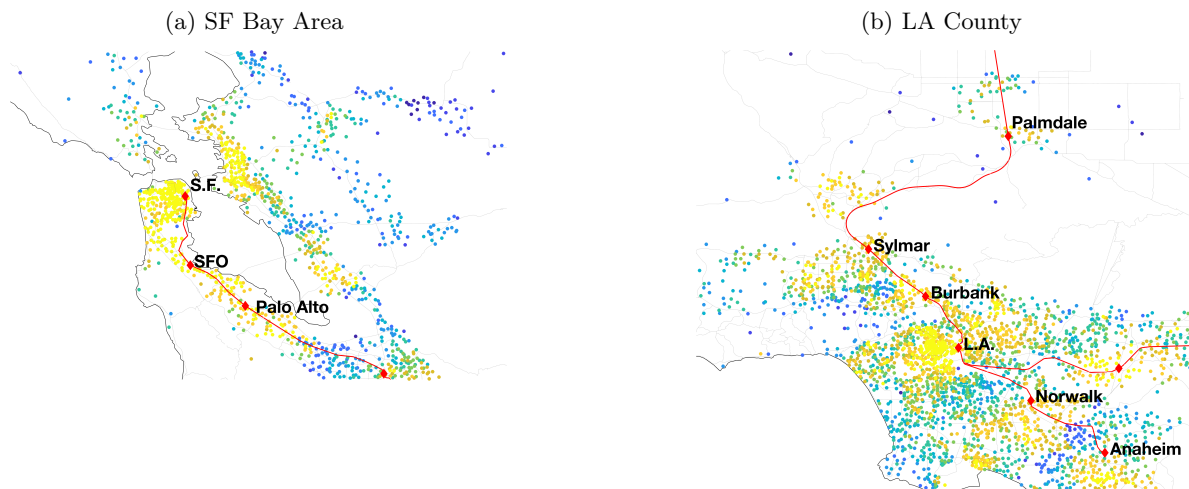 (a) SF Bay Area
(b) LA County
S.F.
SFO
Palo Alto
Palmdale
Sylmar
Burbank
L.A.
Norwalk
Anaheim